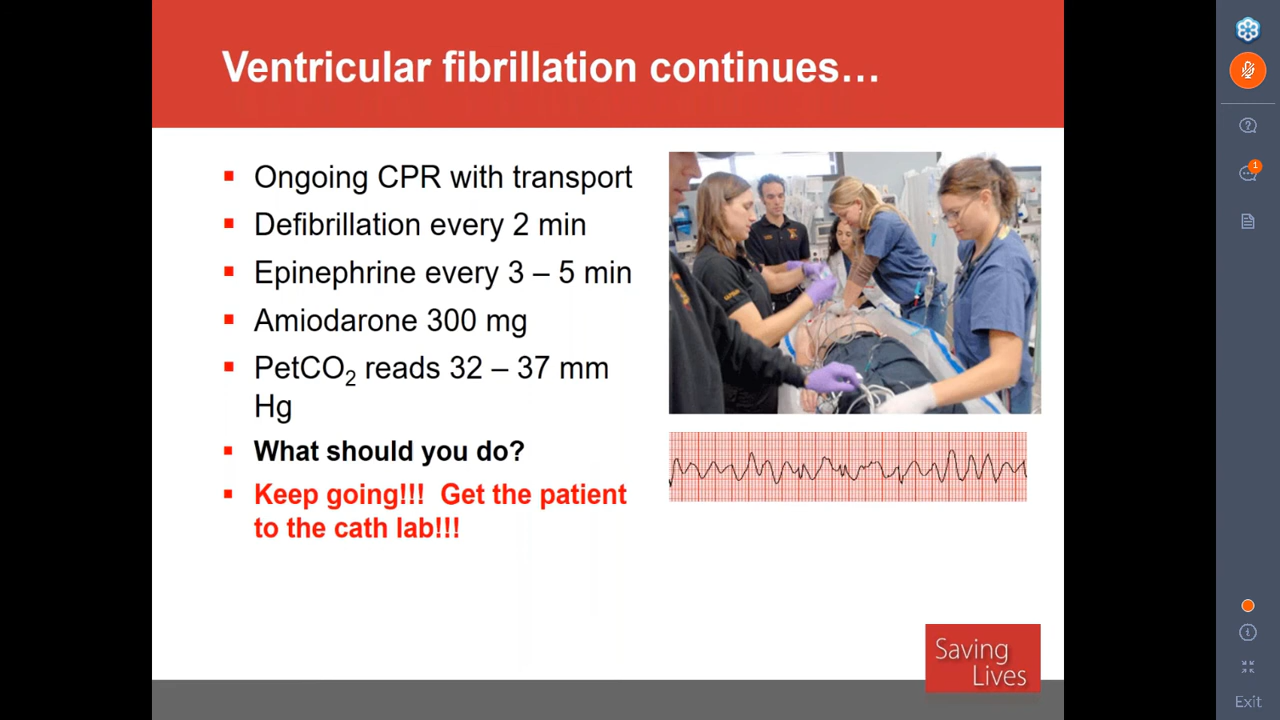 Ventricular fibrillation continues…
Ongoing CPR with transport
Defibrillation every 2 min
Epinephrine every 3 – 5 min
Amiodarone 300 mg
PetCO₂ reads 32 – 37 mm
Hg
What should you do?
Keep going!!! Get the patient
to the cath lab!!!
Saving
Lives
1
Exit